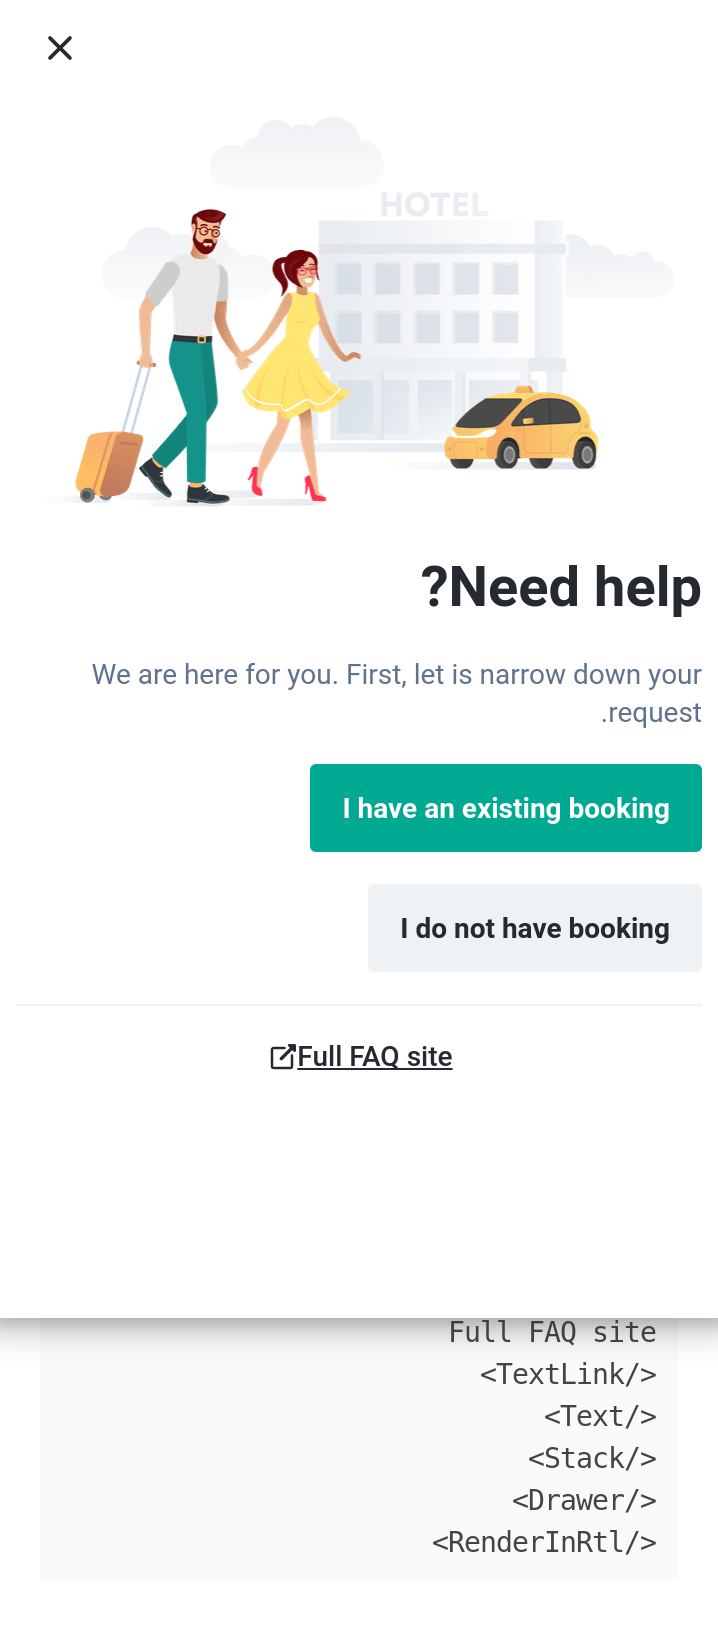 HOTEL
?Need help
We are here for you. First, let is narrow down your
.request
I have an existing booking
I do not have booking
Full FAQ site
Full FAQ site
<TextLink/>
<Text/>
<Stack/>
<Drawer/>
<RenderInRtl/>